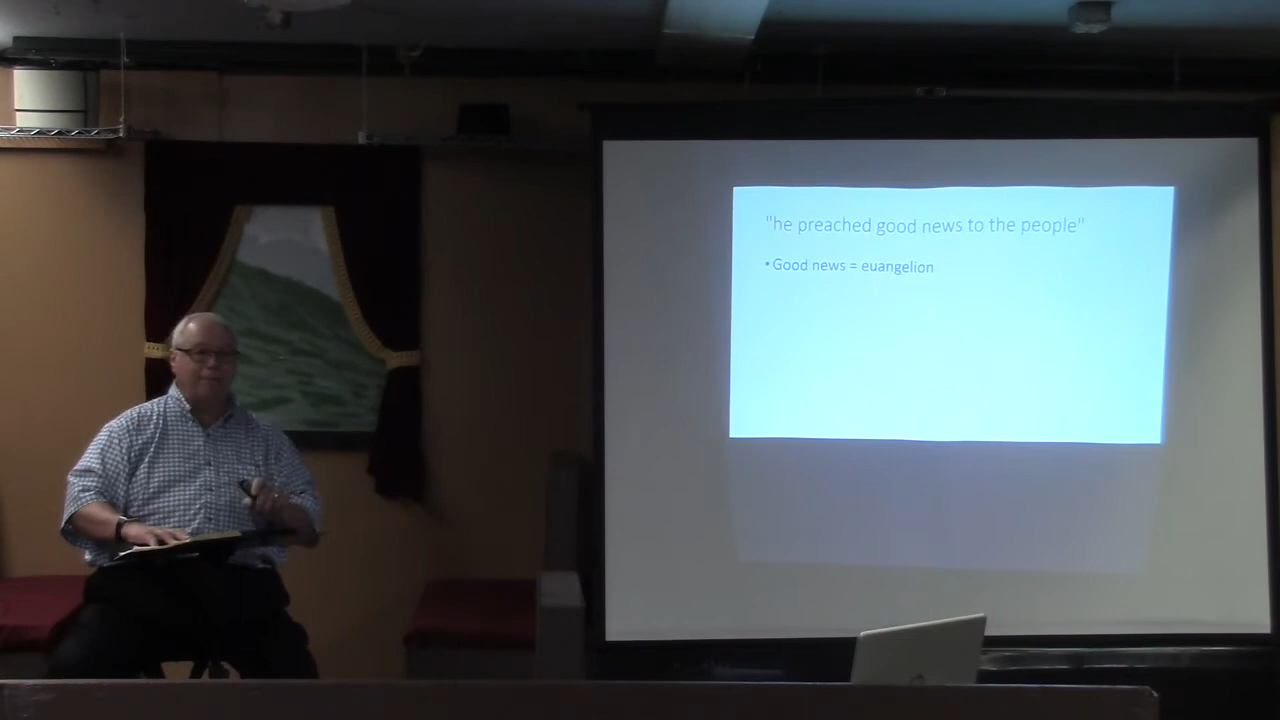 "he preached good news to the people"
• Good news = euangelion